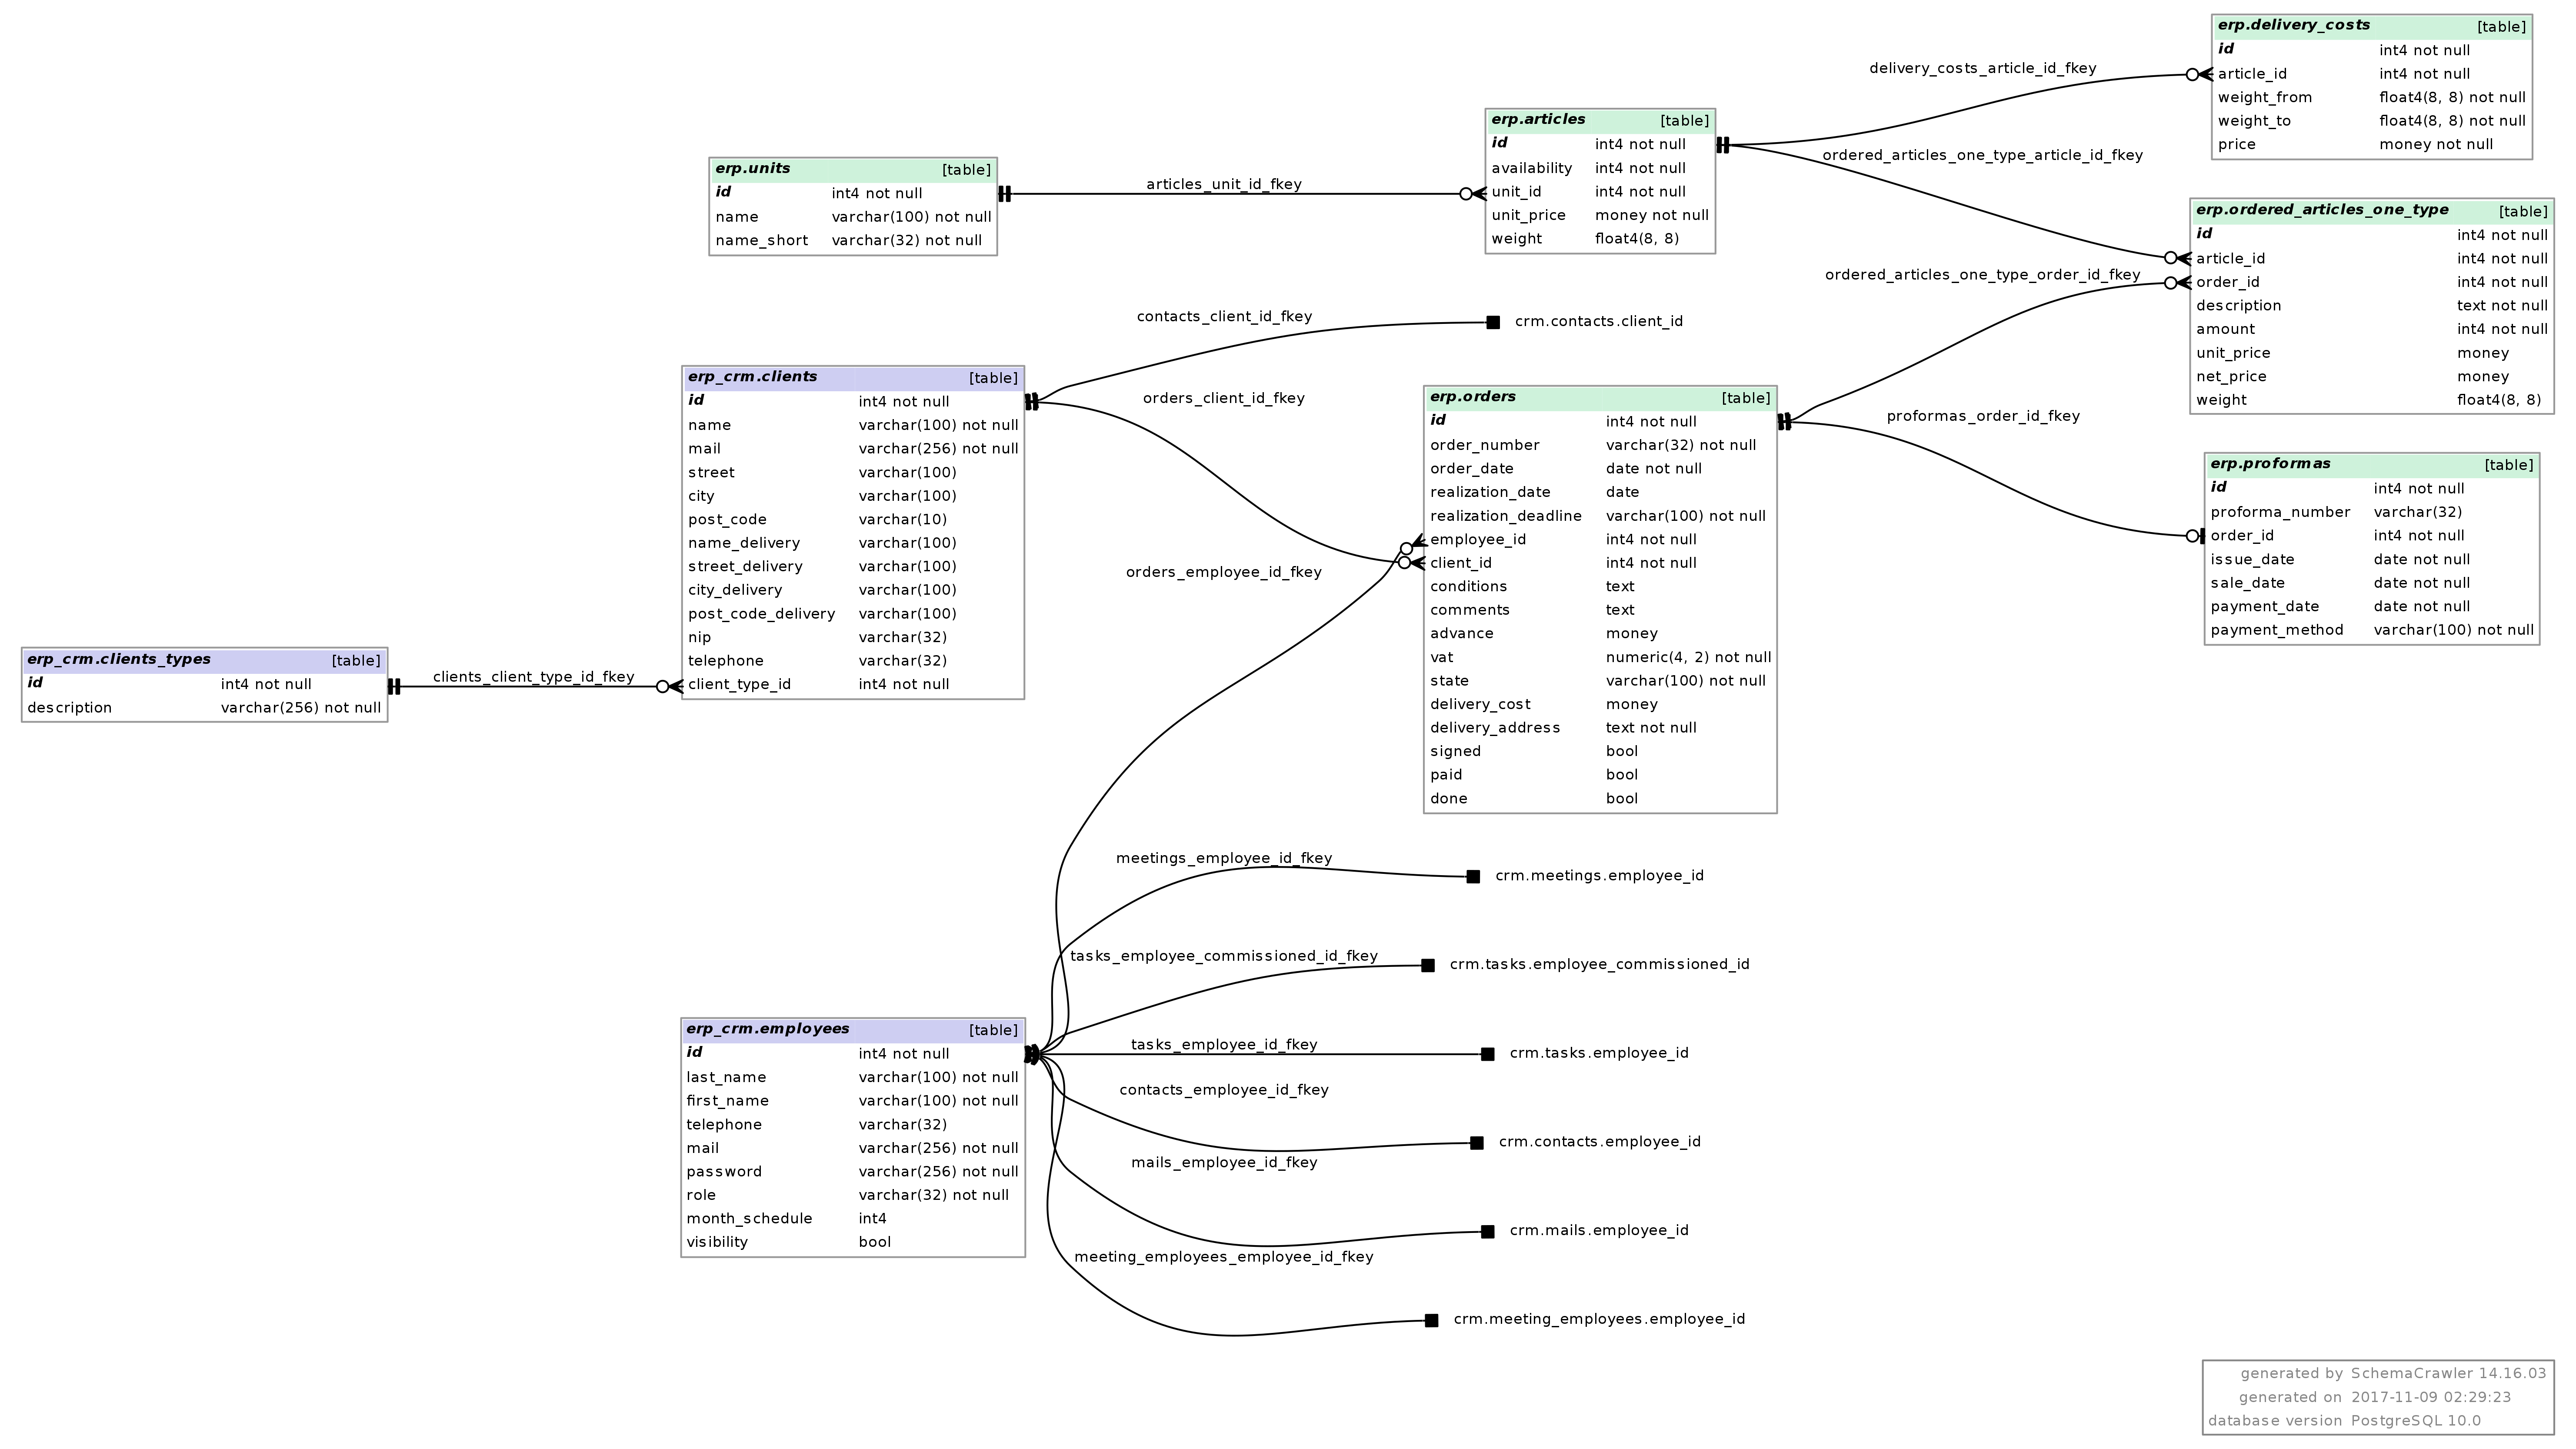 erp.delivery_costs [table]
id int4 not null
article_id int4 not null
weight_from float4(8, 8) not null
weight_to float4(8, 8) not null
price money not null
delivery_costs_article_id_fkey
erp.articles [table]
id int4 not null
availability int4 not null
unit_id int4 not null
unit_price money not null
weight float4(8, 8)
ordered_articles_one_type_article_id_fkey
erp.units [table]
id int4 not null
name varchar(100) not null
name_short varchar(32) not null
articles_unit_id_fkey
erp.ordered_articles_one_type [table]
id int4 not null
article_id int4 not null
order_id int4 not null
description text not null
amount int4 not null
unit_price money
net_price money
weight float4(8, 8)
ordered_articles_one_type_order_id_fkey
contacts_client_id_fkey
crm.contacts.client_id
erp_crm.clients [table]
id int4 not null
name varchar(100) not null
mail varchar(256) not null
street varchar(100)
city varchar(100)
post_code varchar(10)
name_delivery varchar(100)
street_delivery varchar(100)
city_delivery varchar(100)
post_code_delivery varchar(100)
nip varchar(32)
telephone varchar(32)
client_type_id int4 not null
orders_client_id_fkey
erp.orders [table]
id int4 not null
order_number varchar(32) not null
order_date date not null
realization_date date
realization_deadline varchar(100) not null
employee_id int4 not null
client_id int4 not null
conditions text
comments text
advance money
vat numeric(4, 2) not null
state varchar(100) not null
delivery_cost money
delivery_address text not null
signed bool
paid bool
done bool
proformas_order_id_fkey
erp.proformas [table]
id int4 not null
proforma_number varchar(32)
order_id int4 not null
issue_date date not null
sale_date date not null
payment_date date not null
payment_method varchar(100) not null
orders_employee_id_fkey
erp_crm.clients_types [table]
id int4 not null
description varchar(256) not null
clients_client_type_id_fkey
meetings_employee_id_fkey
crm.meetings.employee_id
tasks_employee_commissioned_id_fkey
crm.tasks.employee_commissioned_id
erp_crm.employees [table]
id int4 not null
last_name varchar(100) not null
first_name varchar(100) not null
telephone varchar(32)
mail varchar(256) not null
password varchar(256) not null
role varchar(32) not null
month_schedule int4
visibility bool
tasks_employee_id_fkey
crm.tasks.employee_id
contacts_employee_id_fkey
crm.contacts.employee_id
mails_employee_id_fkey
crm.mails.employee_id
meeting_employees_employee_id_fkey
crm.meeting_employees.employee_id
generated by SchemaCrawler 14.16.03
generated on 2017-11-09 02:29:23
database version PostgreSQL 10.0